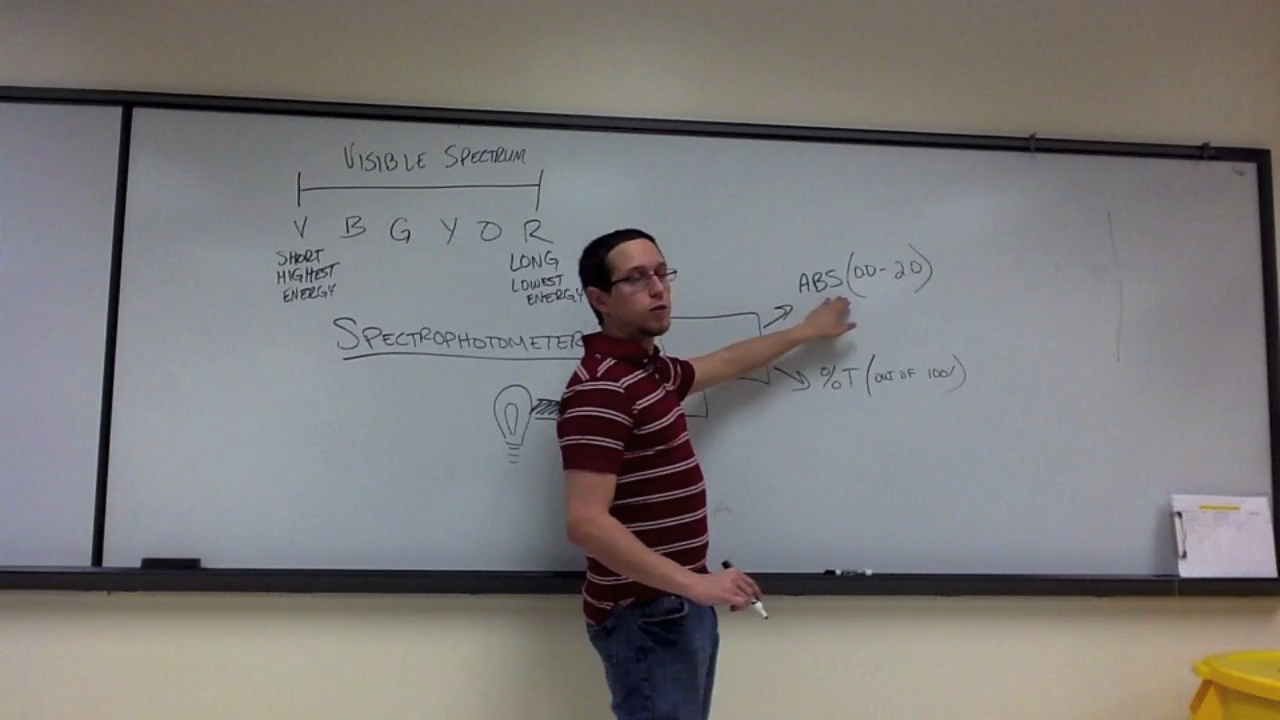 VISIBLE SPECTRUM
V B G Y O R
SHORT
HIGHEST
ENERGY
LONG
LOWEST
ENERGY
SPECTROPHOTOMETER
ABS (0.0-2.0)
%T (OUT OF 100%)